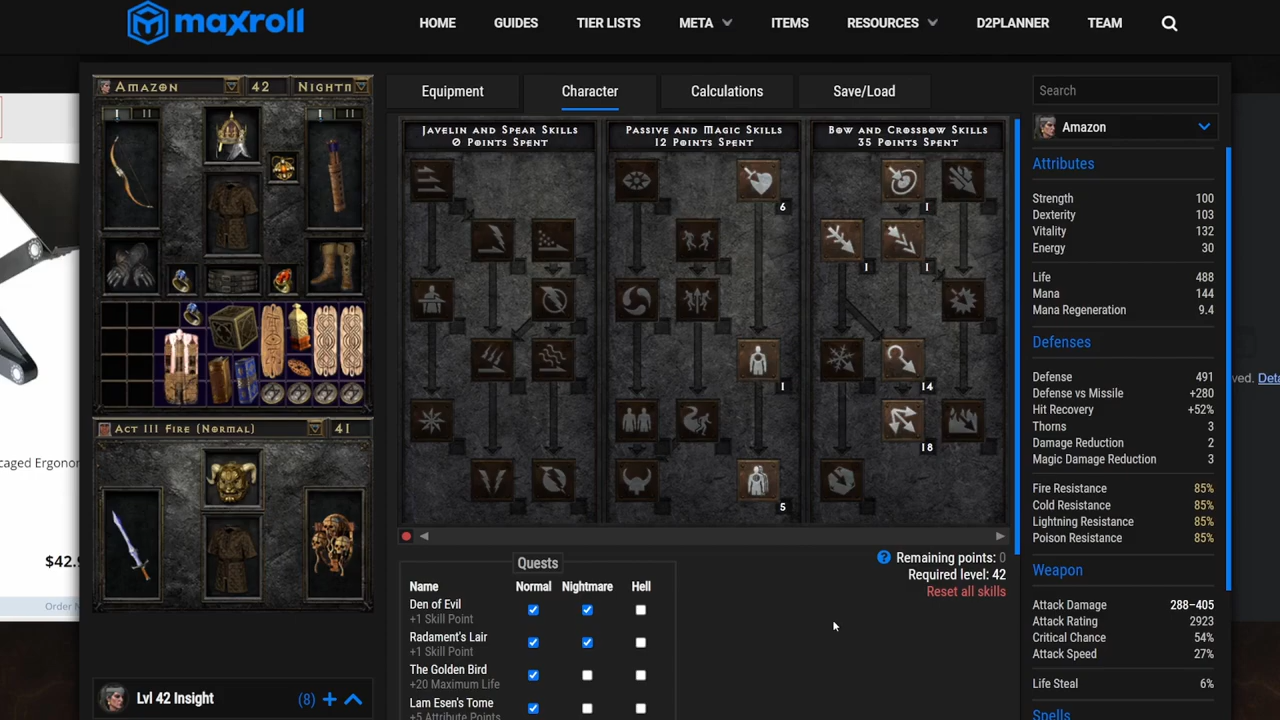 maxroll
HOME GUIDES TIER LISTS META ITEMS RESOURCES D2PLANNER TEAM
Amazon 42 Nightm
I II I II
Act III Fire (Normal) 41
Lvl 42 Insight (8)
Equipment Character Calculations Save/Load
Javelin and Spear Skills
0 Points Spent
Passive and Magic Skills
12 Points Spent
Bow and Crossbow Skills
35 Points Spent
6
1
1
1
1
14
18
5
Remaining points: 0
Required level: 42
Reset all skills
Quests
Name Normal Nightmare Hell
Den of Evil
+1 Skill Point
Radament's Lair
+1 Skill Point
The Golden Bird
+20 Maximum Life
Lam Esen's Tome
+5 Attribute Points
Search
Amazon
Attributes
Strength 100
Dexterity 103
Vitality 132
Energy 30
Life 488
Mana 144
Mana Regeneration 9.4
Defenses
Defense 491
Defense vs Missile +280
Hit Recovery +52%
Thorns 3
Damage Reduction 2
Magic Damage Reduction 3
Fire Resistance 85%
Cold Resistance 85%
Lightning Resistance 85%
Poison Resistance 85%
Weapon
Attack Damage 288–405
Attack Rating 2923
Critical Chance 54%
Attack Speed 27%
Life Steal 6%
Spells
caged Ergonor
$42.9
Order N
ved. Deta